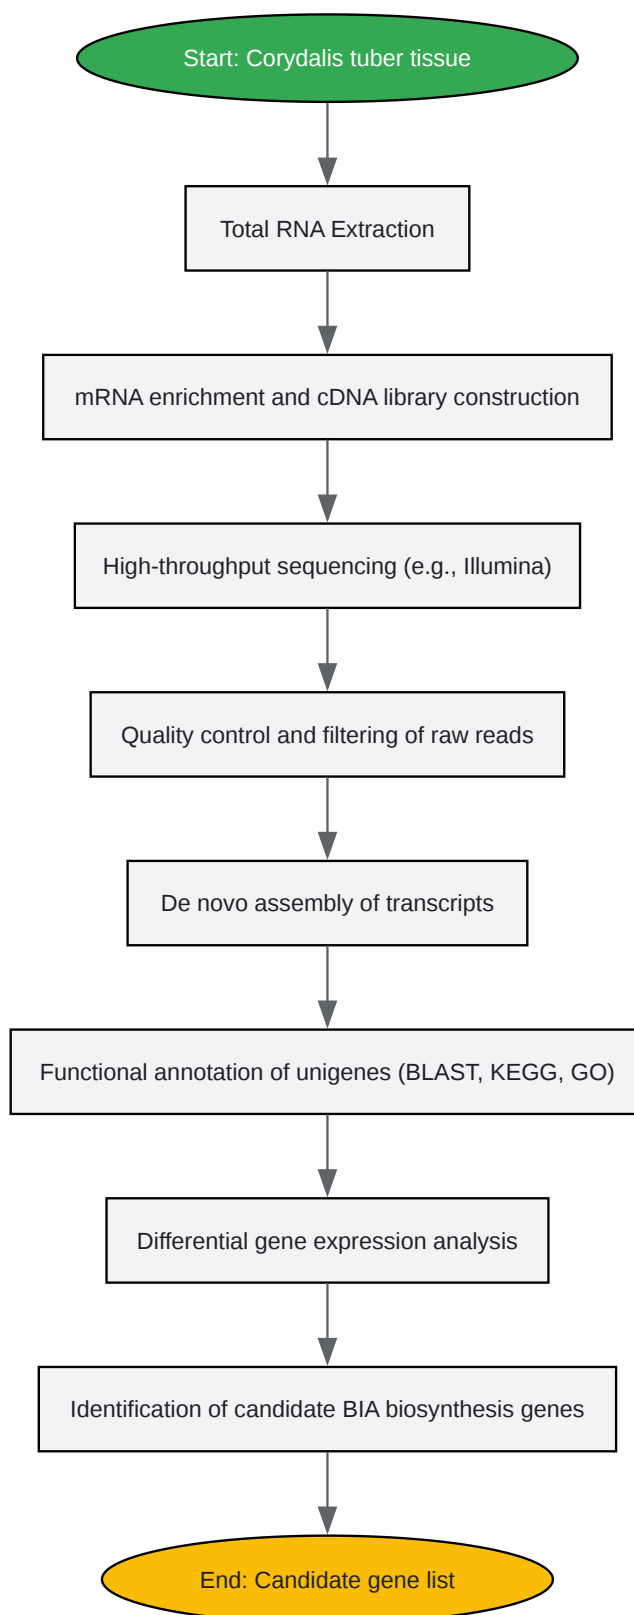 Start: Corydalis tuber tissue
Total RNA Extraction
mRNA enrichment and cDNA library construction
High-throughput sequencing (e.g., Illumina)
Quality control and filtering of raw reads
De novo assembly of transcripts
Functional annotation of unigenes (BLAST, KEGG, GO)
Differential gene expression analysis
Identification of candidate BIA biosynthesis genes
End: Candidate gene list